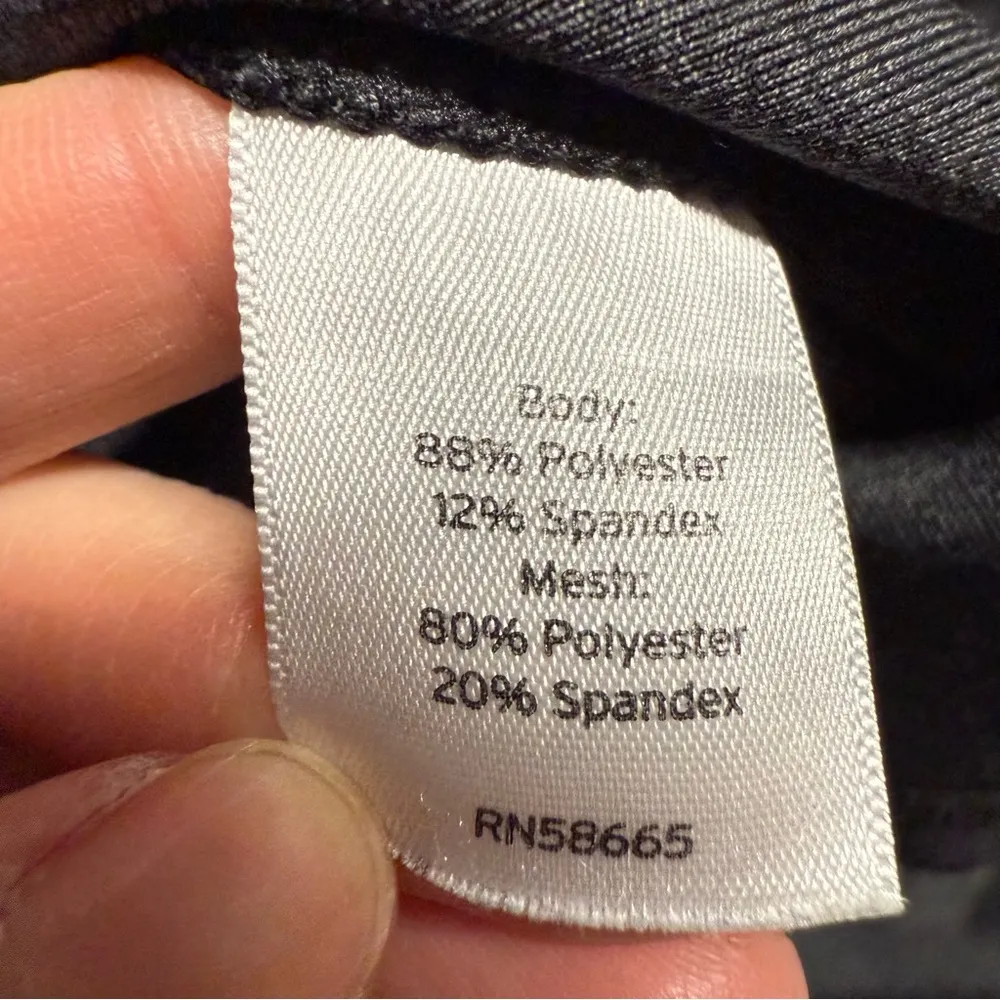 Body:
88% Polyester
12% Spandex
Mesh:
80% Polyester
20% Spandex
RN58665